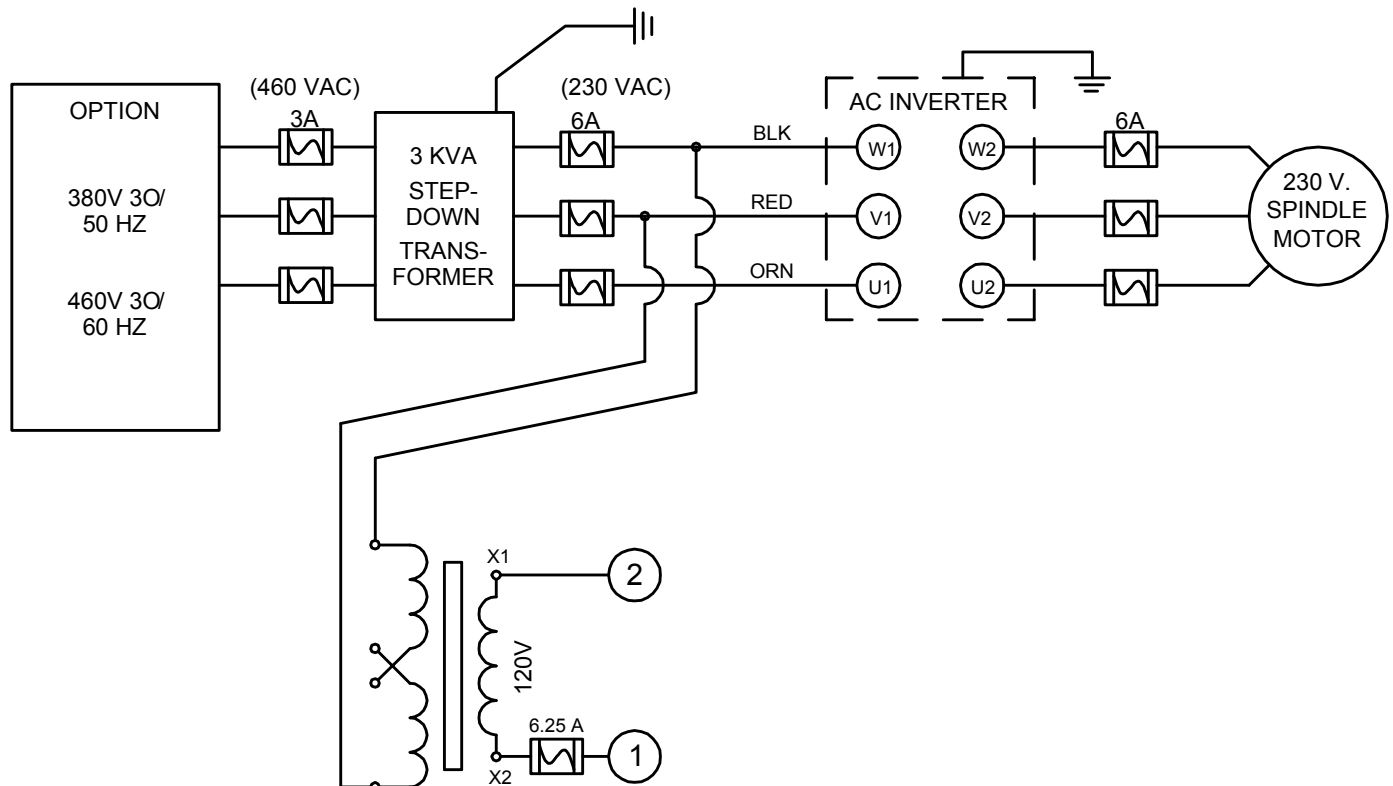 OPTION
380V 3O/
50 HZ
460V 3O/
60 HZ
(460 VAC)
3A
3 KVA
STEP-
DOWN
TRANS-
FORMER
(230 VAC)
6A
BLK
RED
ORN
AC INVERTER
W1
W2
V1
V2
U1
U2
6A
230 V.
SPINDLE
MOTOR
X1
2
120V
6.25 A
X2
1